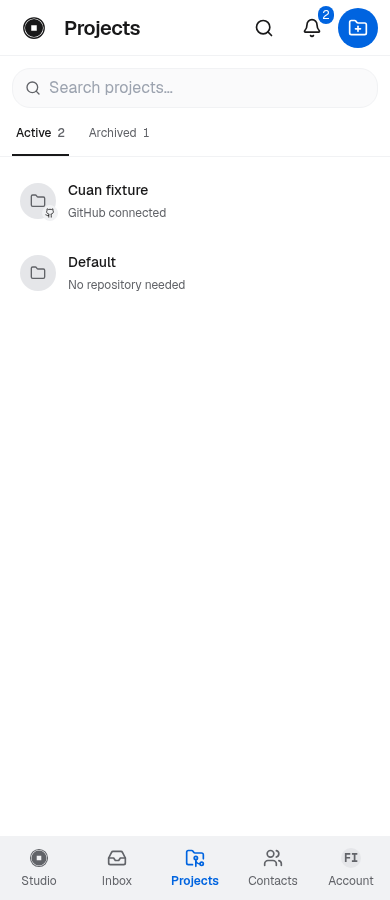 Projects
2
Search projects...
Active 2
Archived 1
Cuan fixture
GitHub connected
Default
No repository needed
FI
Studio
Inbox
Projects
Contacts
Account